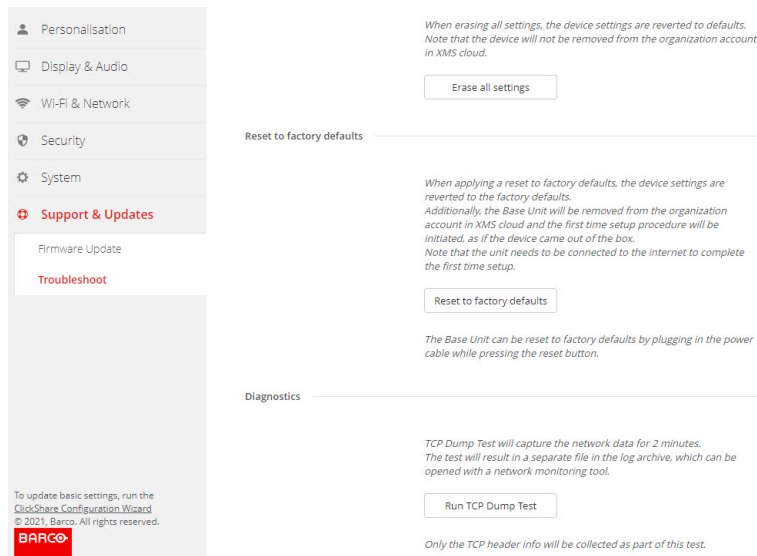 Personalisation
Display & Audio
Wi-Fi & Network
Security
System
Support & Updates
Firmware Update
Troubleshoot
To update basic settings, run the
ClickShare Configuration Wizard
© 2021, Barco. All rights reserved.
BARCO
When erasing all settings, the device settings are reverted to defaults.
Note that the device will not be removed from the organization account
in XMS cloud.
Erase all settings
Reset to factory defaults
When applying a reset to factory defaults, the device settings are
reverted to the factory defaults.
Additionally, the Base Unit will be removed from the organization
account in XMS cloud and the first time setup procedure will be
initiated, as if the device came out of the box.
Note that the unit needs to be connected to the internet to complete
the first time setup.
Reset to factory defaults
The Base Unit can be reset to factory defaults by plugging in the power
cable while pressing the reset button.
Diagnostics
TCP Dump Test will capture the network data for 2 minutes.
The test will result in a separate file in the log archive, which can be
opened with a network monitoring tool.
Run TCP Dump Test
Only the TCP header info will be collected as part of this test.